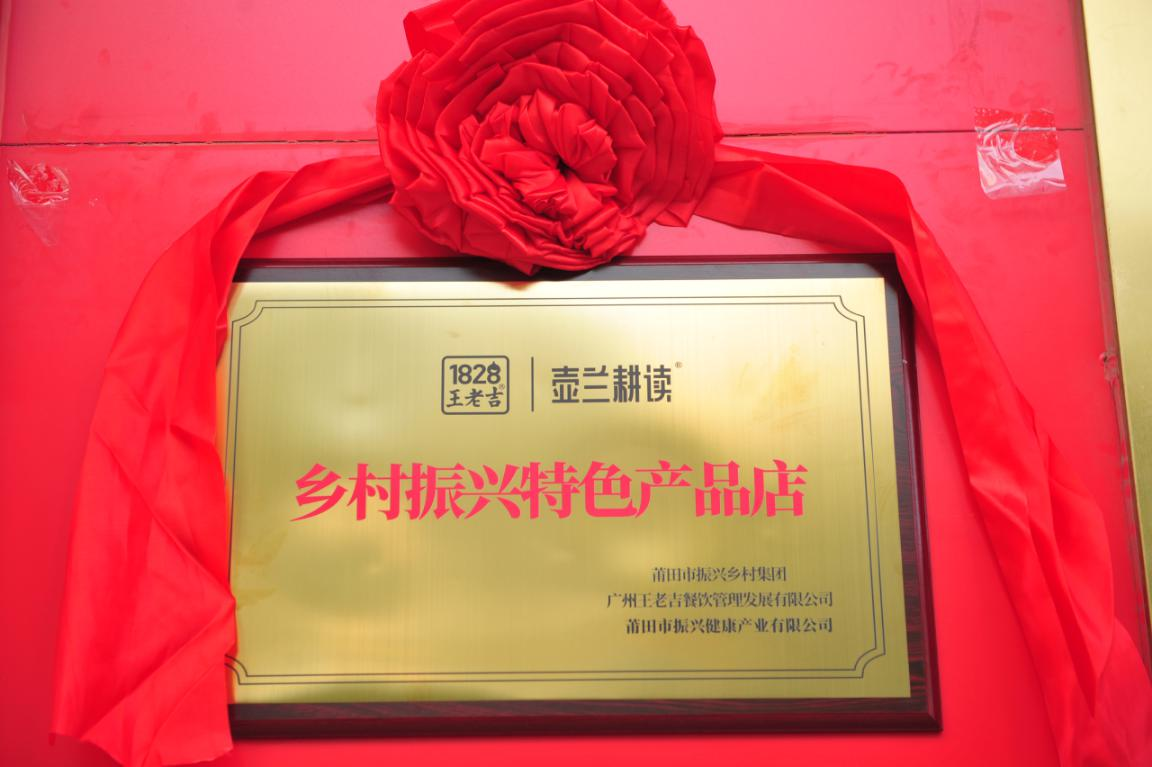 1828
王老吉®
壶兰耕读®
乡村振兴特色产品店
莆田市振兴乡村集团
广州王老吉餐饮管理发展有限公司
莆田市振兴健康产业有限公司